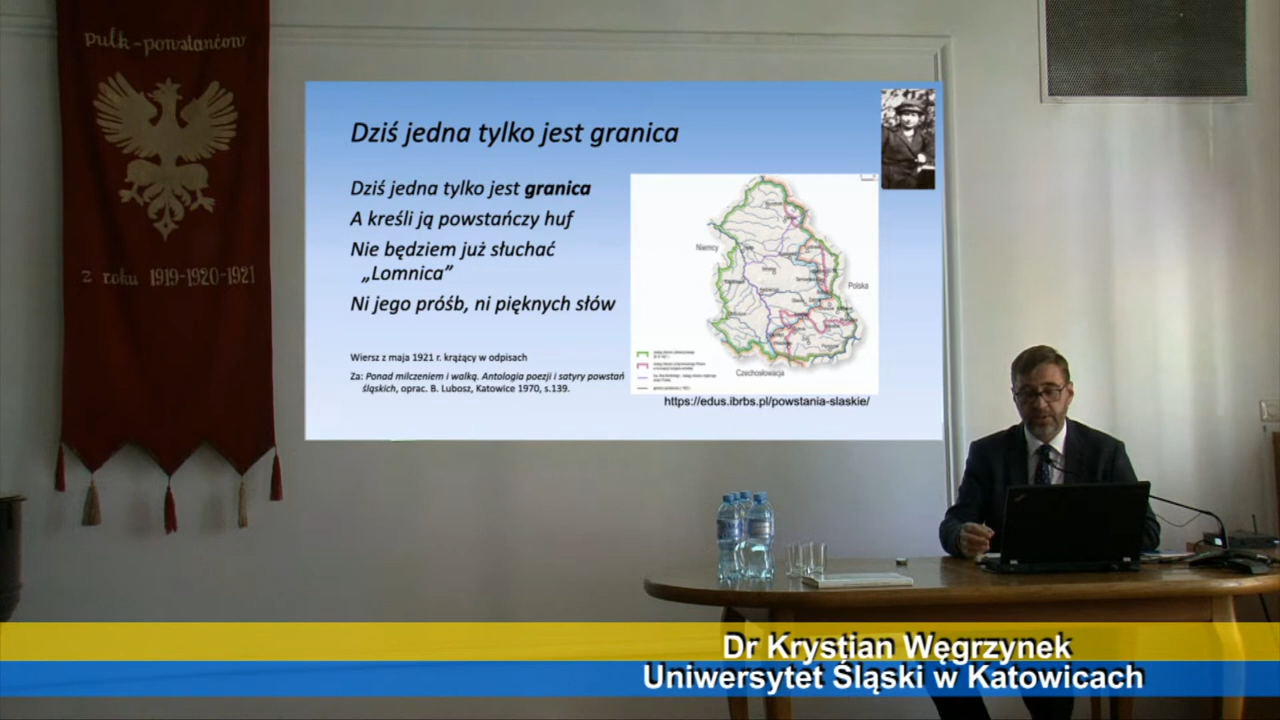 pułk-powstańców
z roku 1919-1920-1921
Dziś jedna tylko jest granica
Dziś jedna tylko jest granica
A kreśli ją powstańczy huf
Nie będziem już słuchać
„Lomnica”
Ni jego próśb, ni pięknych słów
Wiersz z maja 1921 r. krążący w odpisach
Za: Ponad milczeniem i walką. Antologia poezji i satyry powstań
śląskich, oprac. B. Lubosz, Katowice 1970, s.139.
Niemcy
Polska
Czechosłowacja
https://edus.ibrbs.pl/powstania-slaskie/
Dr Krystian Węgrzynek
Uniwersytet Śląski w Katowicach